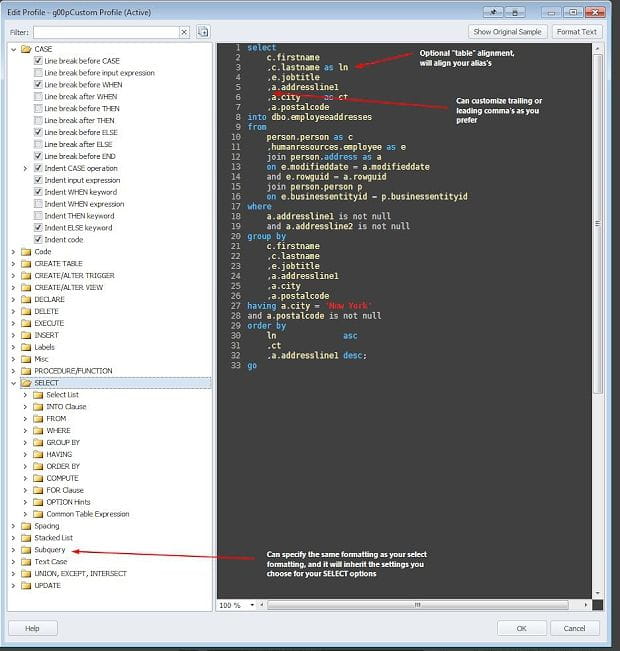 Edit Profile - g00pCustom Profile (Active)
Filter:
Show Original Sample
Format Text
CASE
Line break before CASE
Line break before input expression
Line break before WHEN
Line break after WHEN
Line break before THEN
Line break after THEN
Line break before ELSE
Line break after ELSE
Line break before END
Indent CASE operation
Indent input expression
Indent WHEN keyword
Indent WHEN expression
Indent THEN keyword
Indent ELSE keyword
Indent code
Code
CREATE TABLE
CREATE/ALTER TRIGGER
CREATE/ALTER VIEW
DECLARE
DELETE
EXECUTE
INSERT
Labels
Misc
PROCEDURE/FUNCTION
SELECT
Select List
INTO Clause
FROM
WHERE
GROUP BY
HAVING
ORDER BY
COMPUTE
FOR Clause
OPTION Hints
Common Table Expression
Spacing
Stacked List
Subquery
Text Case
UNION, EXCEPT, INTERSECT
UPDATE
1 select
2 c.firstname
3 ,c.lastname as ln
4 ,e.jobtitle
5 ,a.addressline1
6 ,a.city as ct
7 ,a.postalcode
8 into dbo.employeeaddresses
9 from
10 person.person as c
11 ,humanresources.employee as e
12 join person.address as a
13 on e.modifieddate = a.modifieddate
14 and e.rowguid = a.rowguid
15 join person.person p
16 on e.businessentityid = p.businessentityid
17 where
18 a.addressline1 is not null
19 and a.addressline2 is not null
20 group by
21 c.firstname
22 ,c.lastname
23 ,e.jobtitle
24 ,a.addressline1
25 ,a.city
26 ,a.postalcode
27 having a.city = 'New York'
28 and a.postalcode is not null
29 order by
30 ln asc
31 ,ct
32 ,a.addressline1 desc;
33 go
Optional "table" alignment,
will align your alias's
Can customize trailing or
leading comma's as you
prefer
Can specify the same formatting as your select
formatting, and it will inherit the settings you
choose for your SELECT options
100 %
Help
OK
Cancel